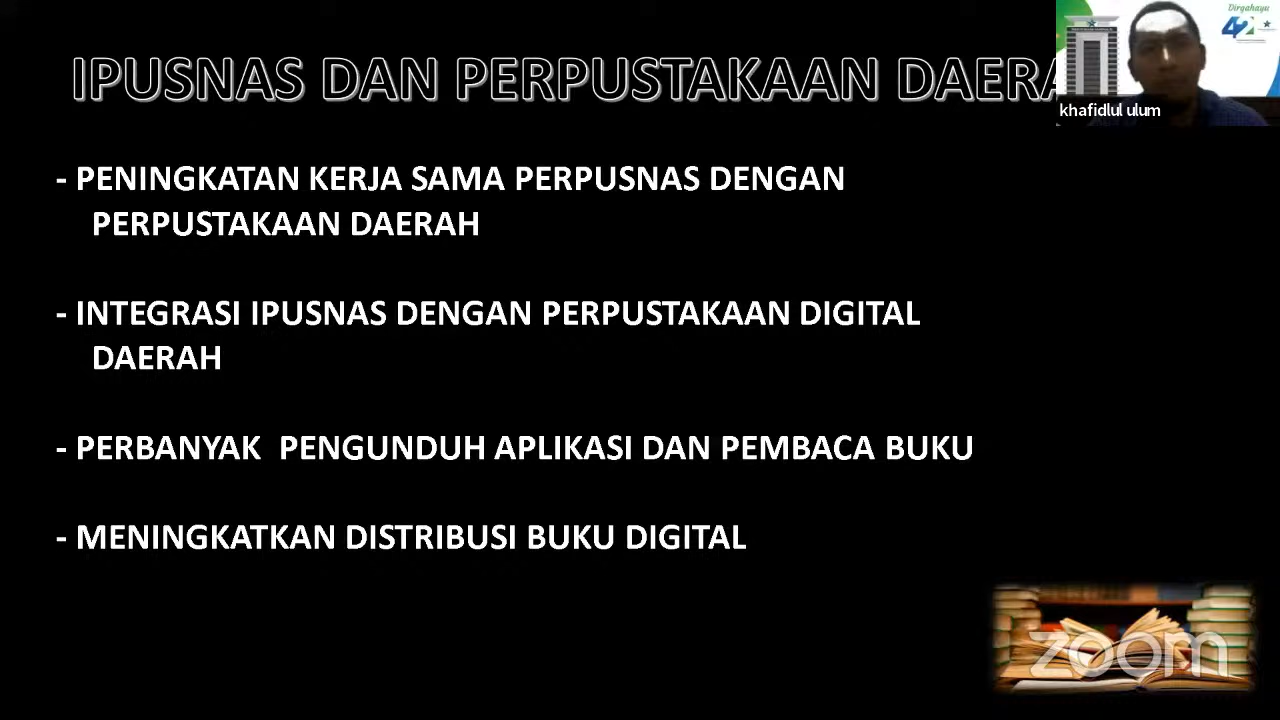 IPUSNAS DAN PERPUSTAKAAN DAERA
Dirgahayu
42
khafidlul ulum
- PENINGKATAN KERJA SAMA PERPUSNAS DENGAN
PERPUSTAKAAN DAERAH
- INTEGRASI IPUSNAS DENGAN PERPUSTAKAAN DIGITAL
DAERAH
- PERBANYAK PENGUNDUH APLIKASI DAN PEMBACA BUKU
- MENINGKATKAN DISTRIBUSI BUKU DIGITAL
zoom